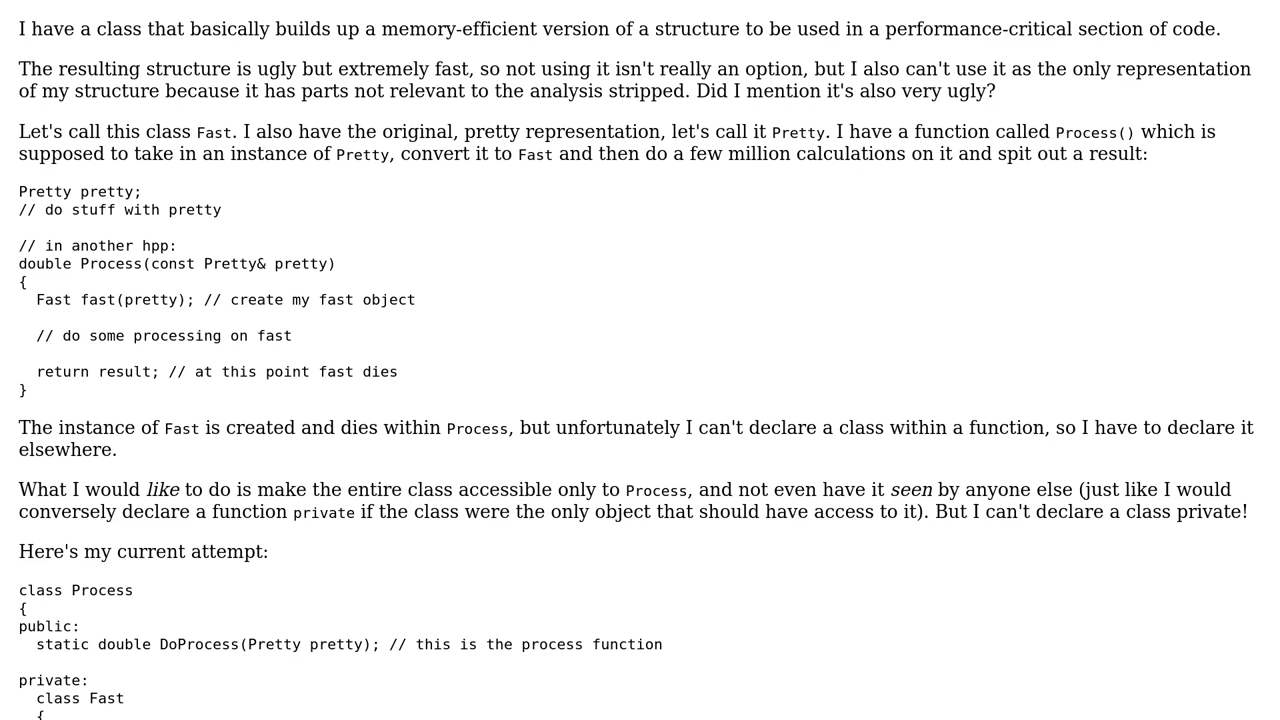 I have a class that basically builds up a memory-efficient version of a structure to be used in a performance-critical section of code.
The resulting structure is ugly but extremely fast, so not using it isn't really an option, but I also can't use it as the only representation
of my structure because it has parts not relevant to the analysis stripped. Did I mention it's also very ugly?
Let's call this class Fast. I also have the original, pretty representation, let's call it Pretty. I have a function called Process() which is
supposed to take in an instance of Pretty, convert it to Fast and then do a few million calculations on it and spit out a result:
Pretty pretty;
// do stuff with pretty
// in another hpp:
double Process(const Pretty& pretty)
{
  Fast fast(pretty); // create my fast object
  // do some processing on fast
  return result; // at this point fast dies
}
The instance of Fast is created and dies within Process, but unfortunately I can't declare a class within a function, so I have to declare it
elsewhere.
What I would like to do is make the entire class accessible only to Process, and not even have it seen by anyone else (just like I would
conversely declare a function private if the class were the only object that should have access to it). But I can't declare a class private!
Here's my current attempt:
class Process
{
public:
  static double DoProcess(Pretty pretty); // this is the process function
private:
  class Fast
  {